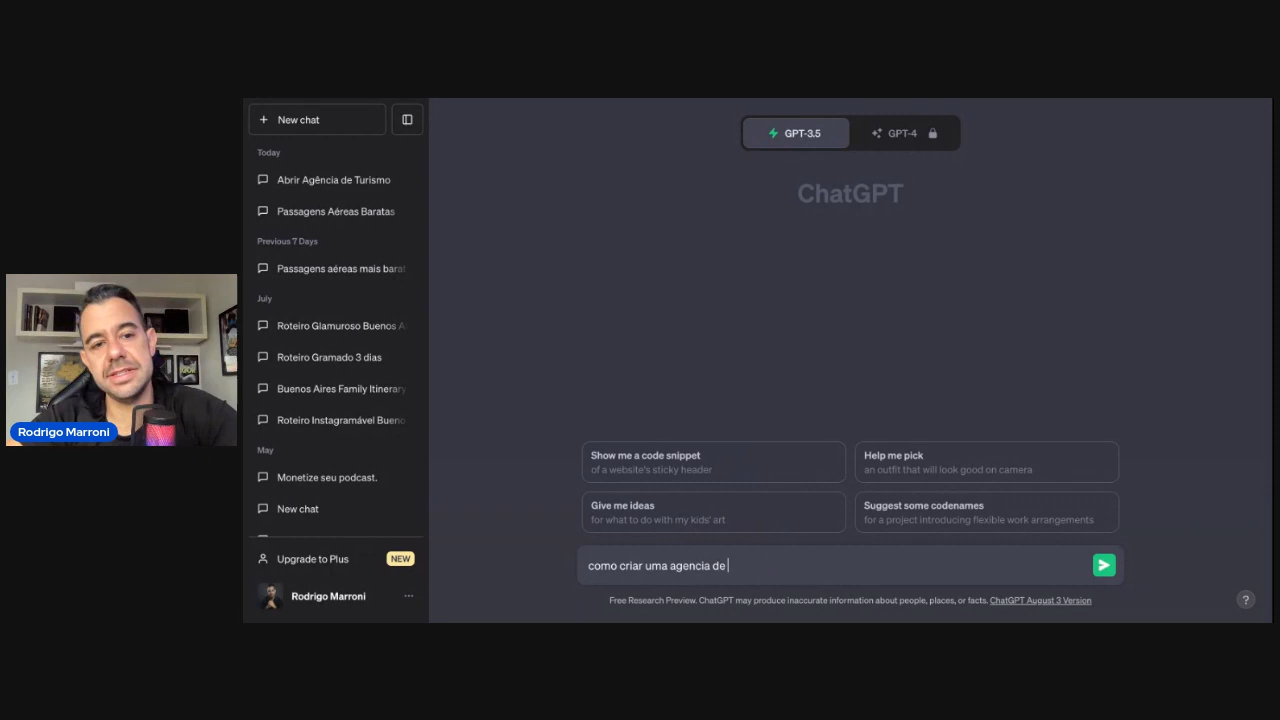 New chat
GPT-3.5
GPT-4
Today
ChatGPT
Abrir Agência de Turismo
Passagens Aéreas Baratas
Previous 7 Days
Passagens aéreas mais barat
July
Roteiro Glamuroso Buenos A
Roteiro Gramado 3 dias
Buenos Aires Family Itinerary
Roteiro Instagramável Bueno
May
Monetize seu podcast.
New chat
Show me a code snippet
of a website's sticky header
Help me pick
an outfit that will look good on camera
Give me ideas
for what to do with my kids' art
Suggest some codenames
for a project introducing flexible work arrangements
Upgrade to Plus
NEW
como criar uma agencia de
Rodrigo Marroni
Free Research Preview. ChatGPT may produce inaccurate information about people, places, or facts. ChatGPT August 3 Version
?
Rodrigo Marroni